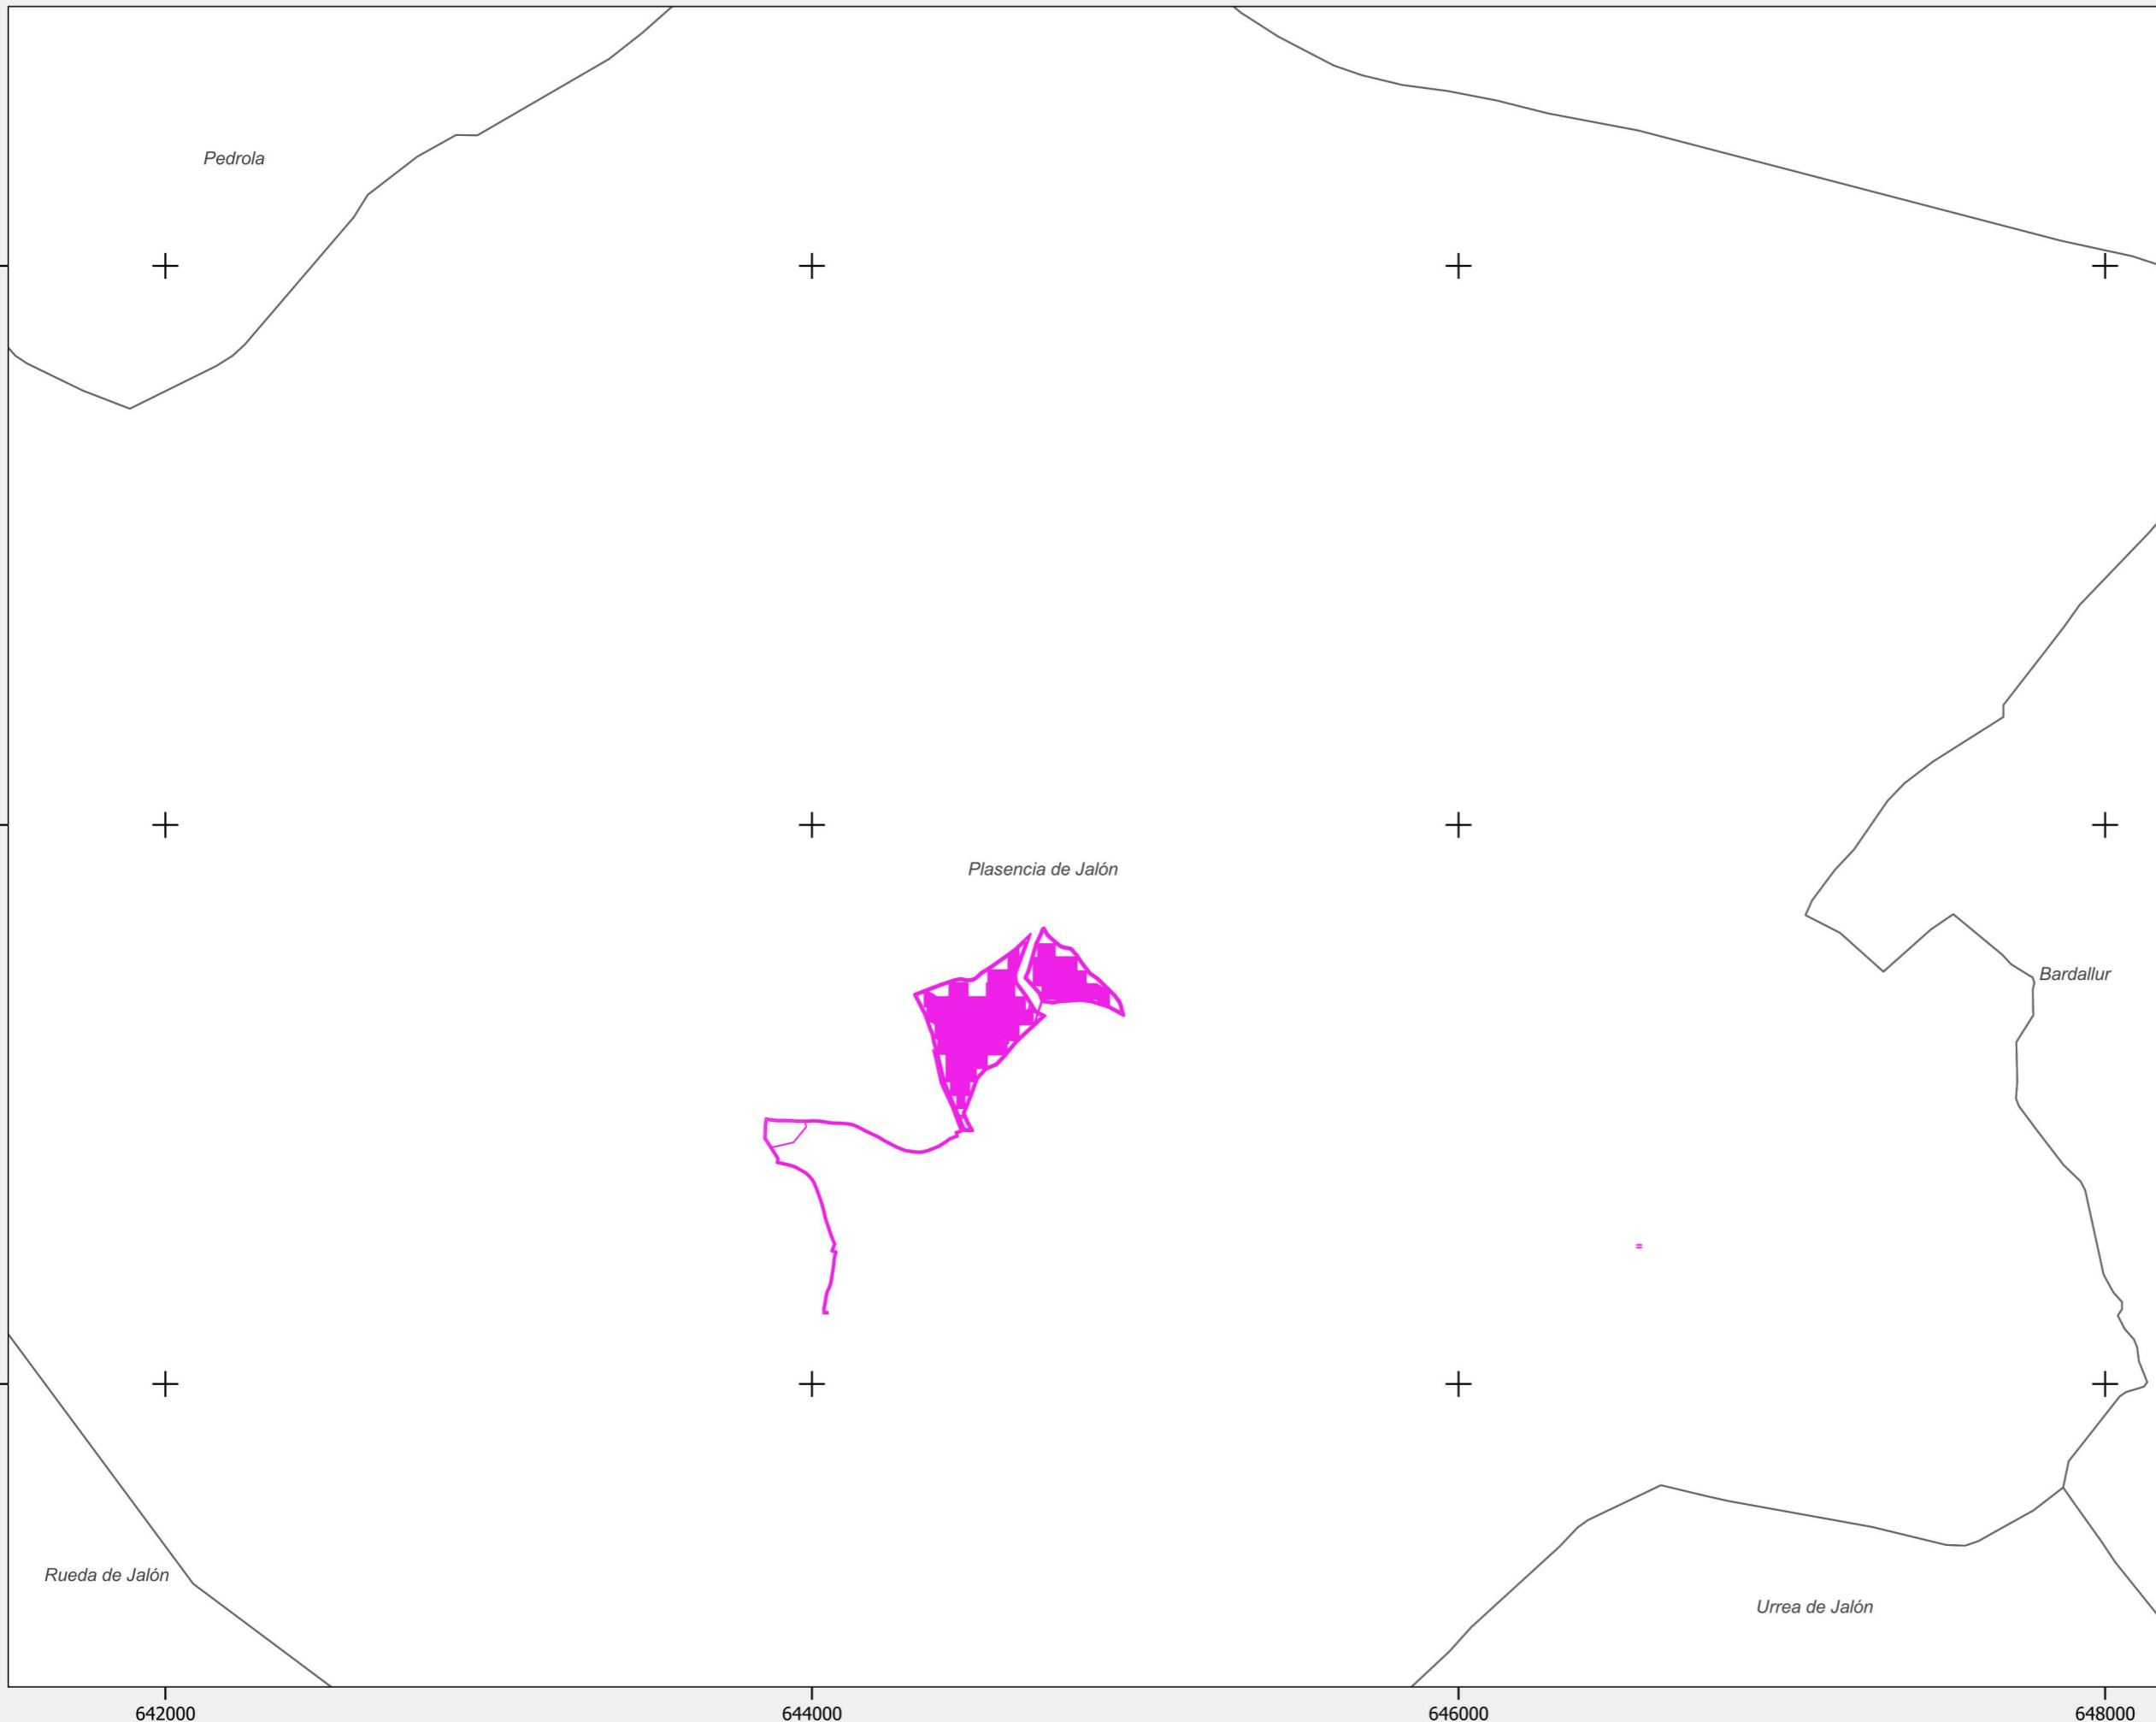 Pedrola
Plasencia de Jalón
Bardallur
Rueda de Jalón
Urrea de Jalón
642000
644000
646000
648000